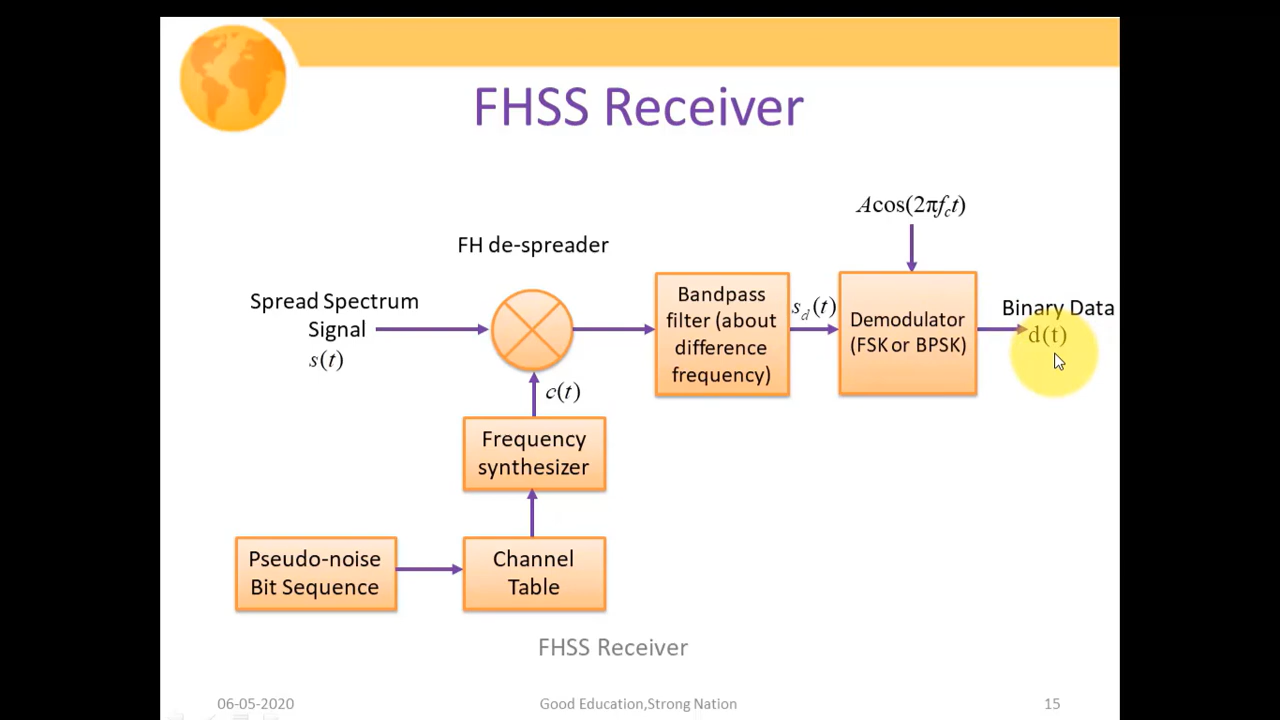 FHSS Receiver
Acos(2πf_ct)
FH de-spreader
Spread Spectrum
Signal
s(t)
c(t)
Bandpass
filter (about
difference
frequency)
s_d(t)
Demodulator
(FSK or BPSK)
Binary Data
d(t)
Frequency
synthesizer
Pseudo-noise
Bit Sequence
Channel
Table
FHSS Receiver
06-05-2020
Good Education,Strong Nation
15